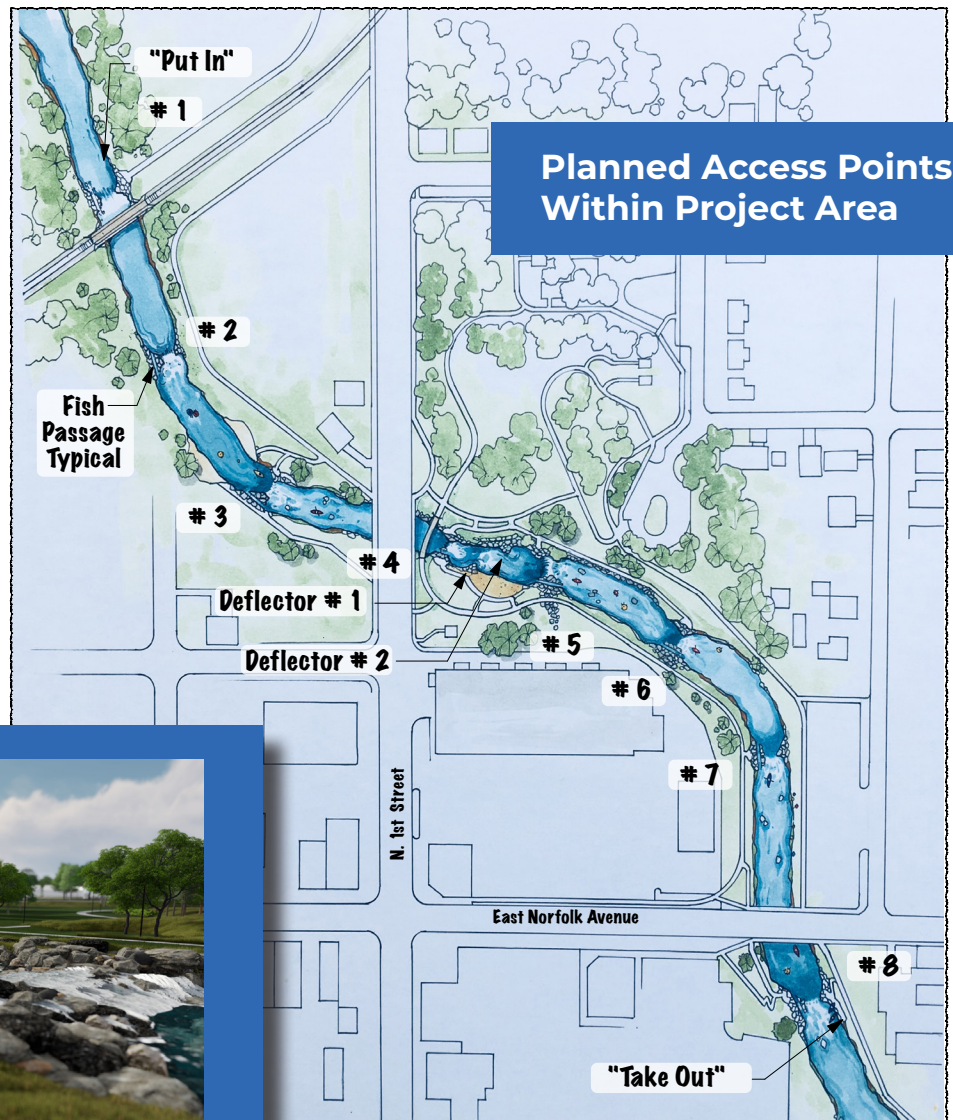 "Put In"
# 1
Planned Access Points
Within Project Area
# 2
Fish
Passage
Typical
# 3
# 4
Deflector # 1
# 5
Deflector # 2
# 6
# 7
N. 1st Street
East Norfolk Avenue
# 8
"Take Out"